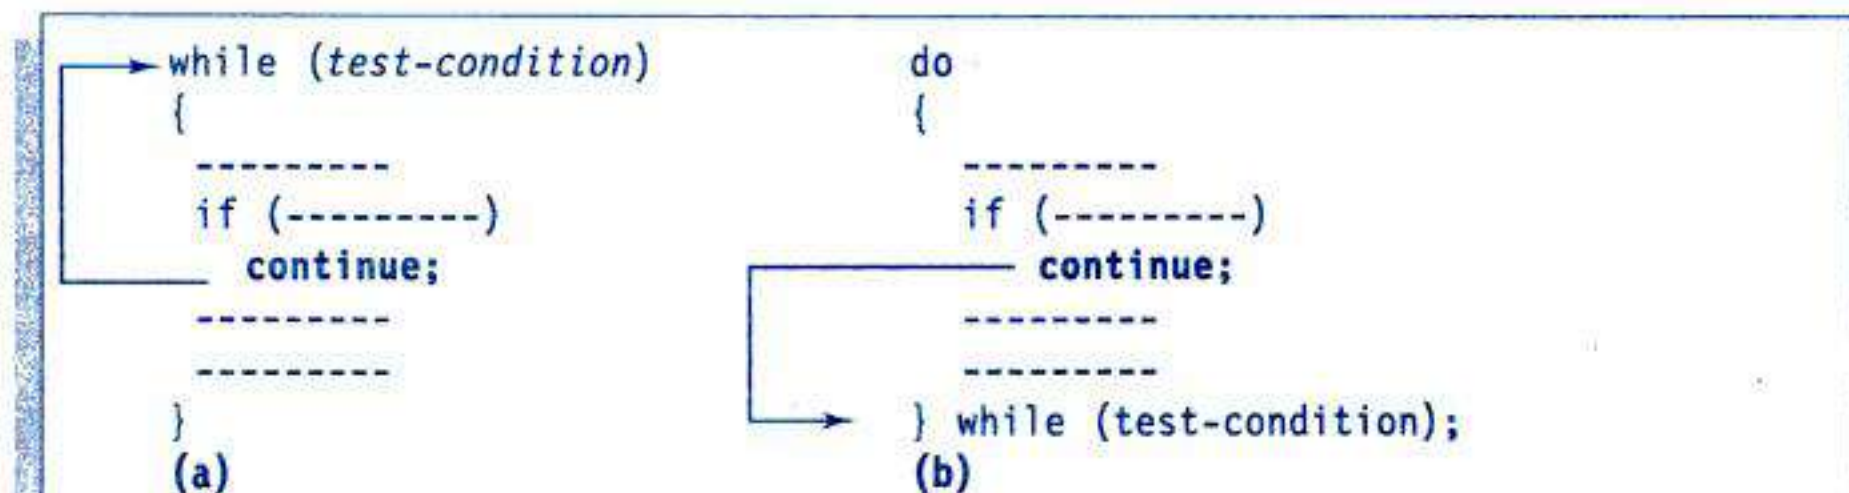 while (test-condition)
{
---------
if (---------)
continue;
---------
---------
}
(a)
do
{
---------
if (---------)
continue;
---------
---------
} while (test-condition);
(b)